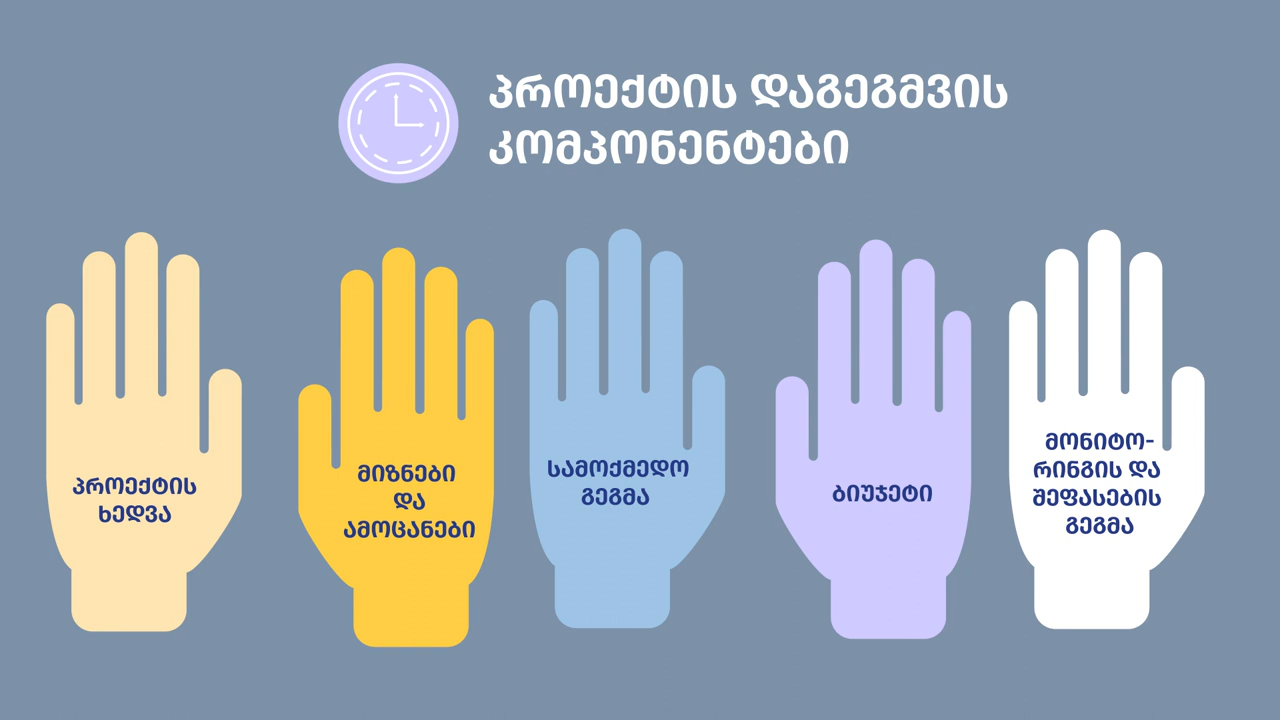 პროექტის დაგეგმვის
კომპონენტები
პროექტის
ხედვა
მიზნები
და
ამოცანები
სამოქმედო
გეგმა
ბიუჯეტი
მონიტო-
რინგის და
შეფასების
გეგმა